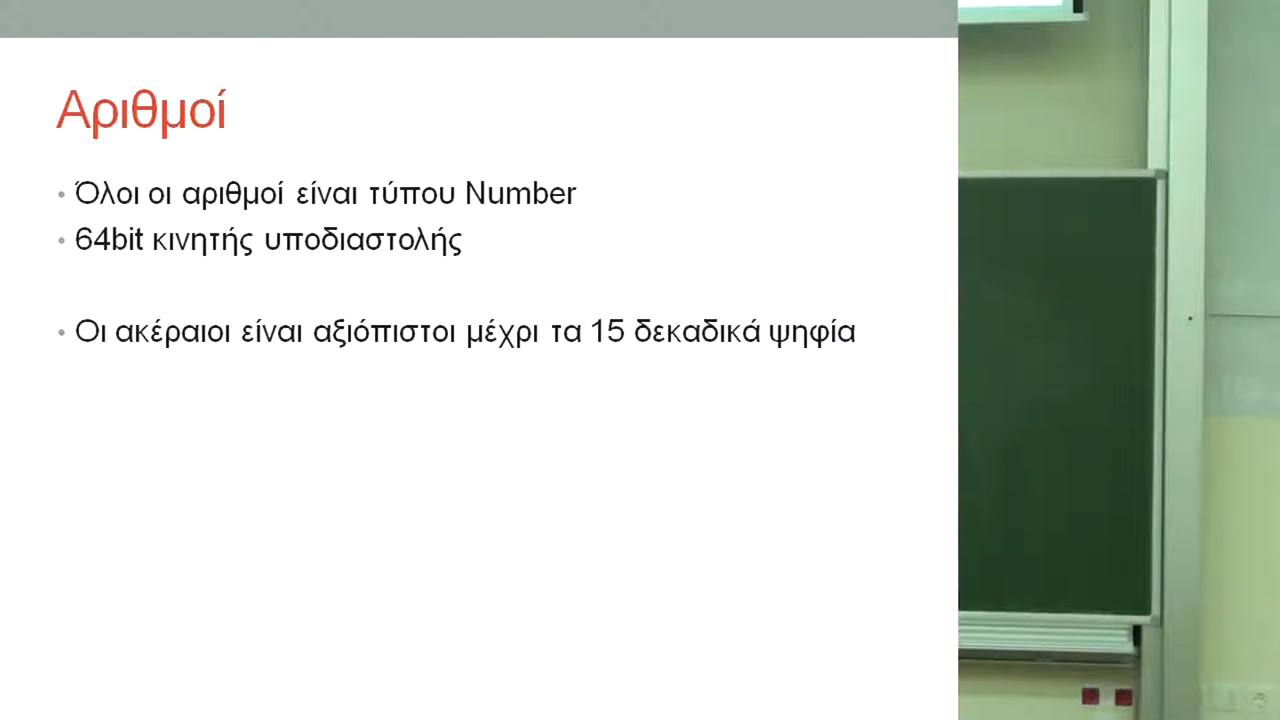 Αριθμοί
• Όλοι οι αριθμοί είναι τύπου Number
• 64bit κινητής υποδιαστολής
• Οι ακέραιοι είναι αξιόπιστοι μέχρι τα 15 δεκαδικά ψηφία